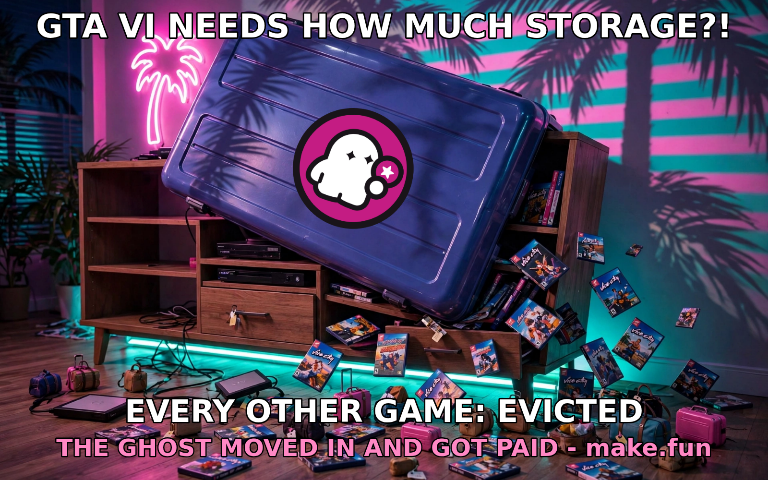 GTA VI NEEDS HOW MUCH STORAGE?!
EVERY OTHER GAME: EVICTED
THE GHOST MOVED IN AND GOT PAID - make.fun